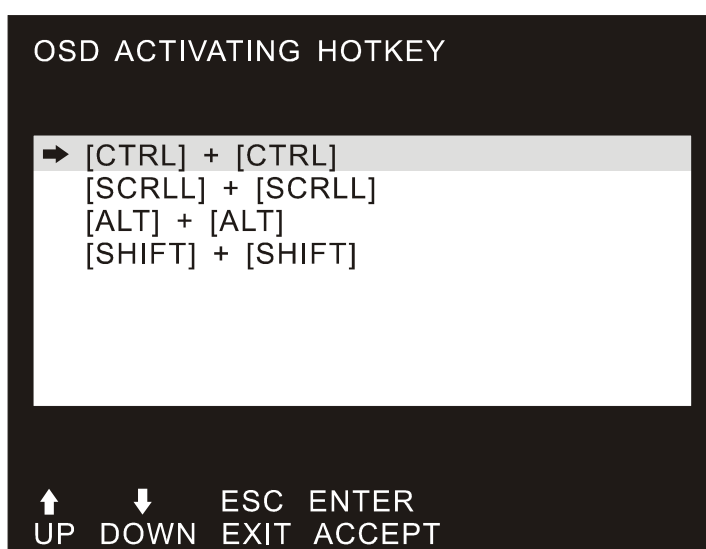 OSD ACTIVATING HOTKEY
➡ [CTRL] + [CTRL]
[SCRLL] + [SCRLL]
[ALT] + [ALT]
[SHIFT] + [SHIFT]
⬆ ⬇ ESC ENTER
UP DOWN EXIT ACCEPT